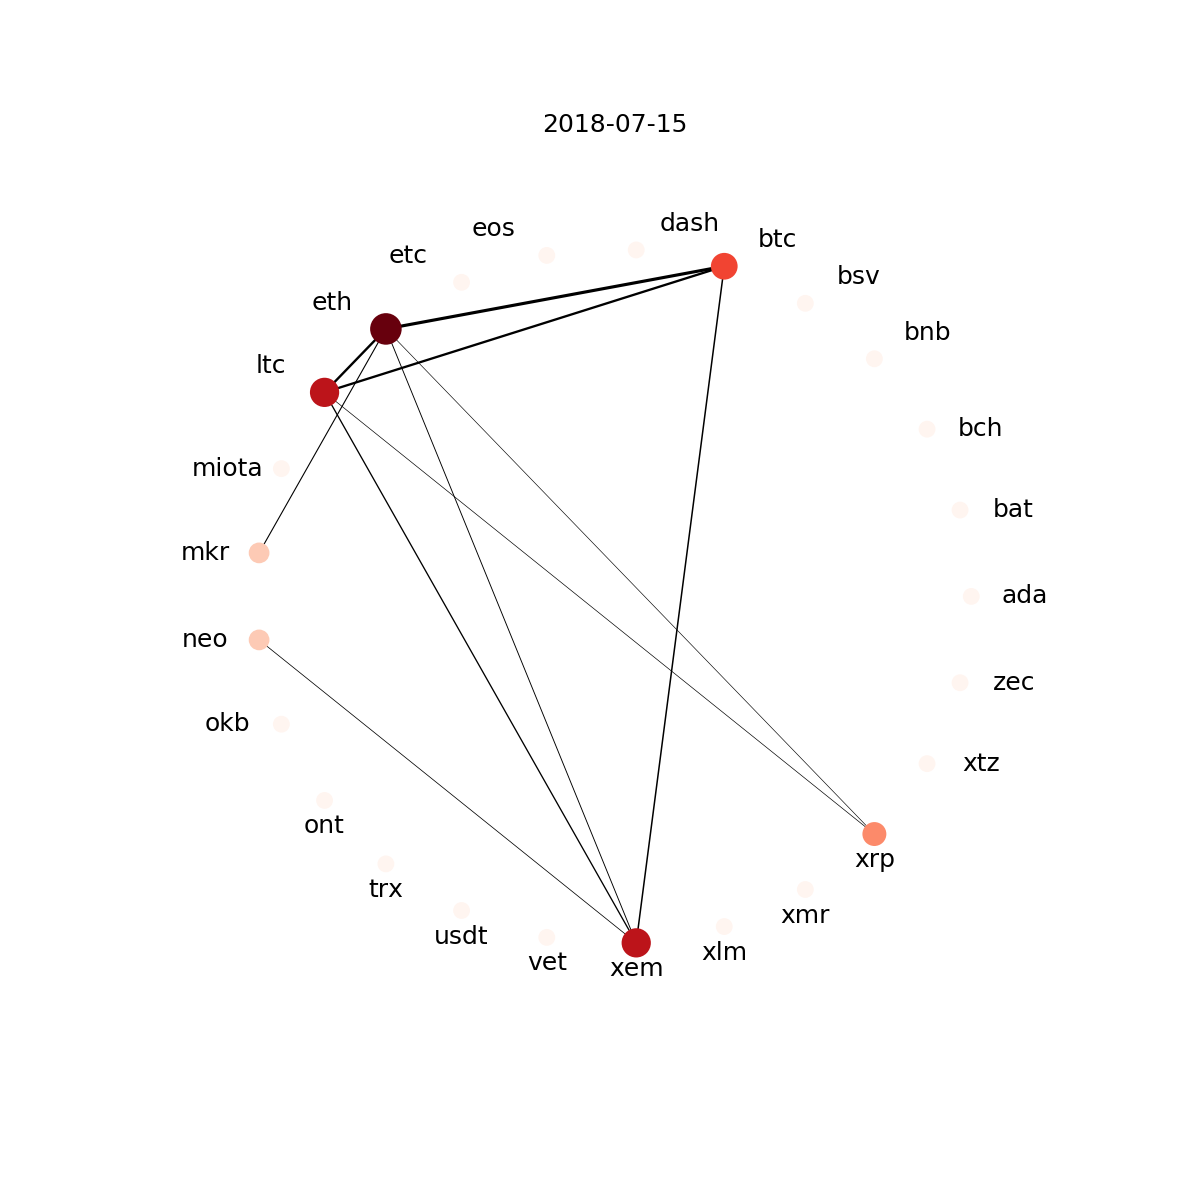 2018-07-15
dash
eos
btc
etc
bsv
eth
bnb
ltc
bch
miota
bat
mkr
ada
neo
zec
okb
xtz
ont
xrp
trx
xmr
usdt
xlm
vet
xem